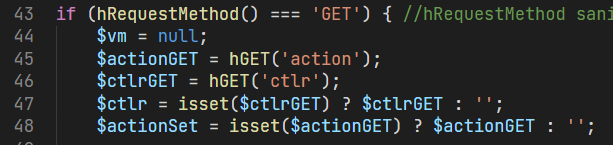 43 if (hRequestMethod() === 'GET') { //hRequestMethod sani
44 $vm = null;
45 $actionGET = hGET('action');
46 $ctlrGET = hGET('ctlr');
47 $ctlr = isset($ctlrGET) ? $ctlrGET : '';
48 $actionSet = isset($actionGET) ? $actionGET : '';